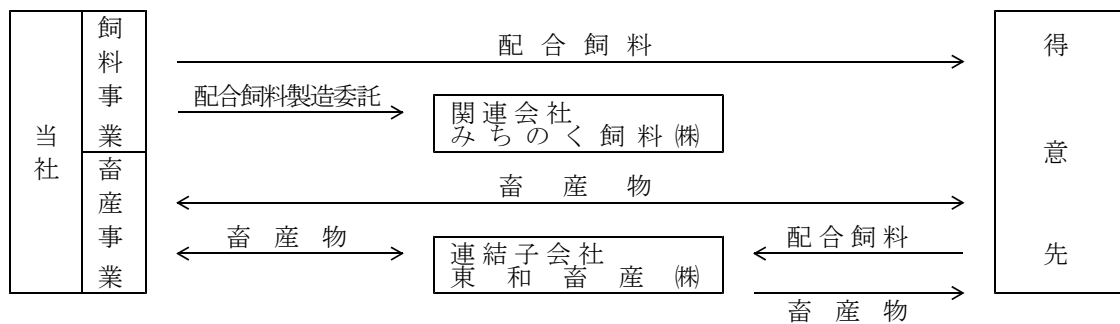 当社
飼料事業
畜産事業
配合飼料
配合飼料製造委託
関連会社
みちのく飼料㈱
畜産物
畜産物
連結子会社
東和畜産㈱
配合飼料
畜産物
得意先